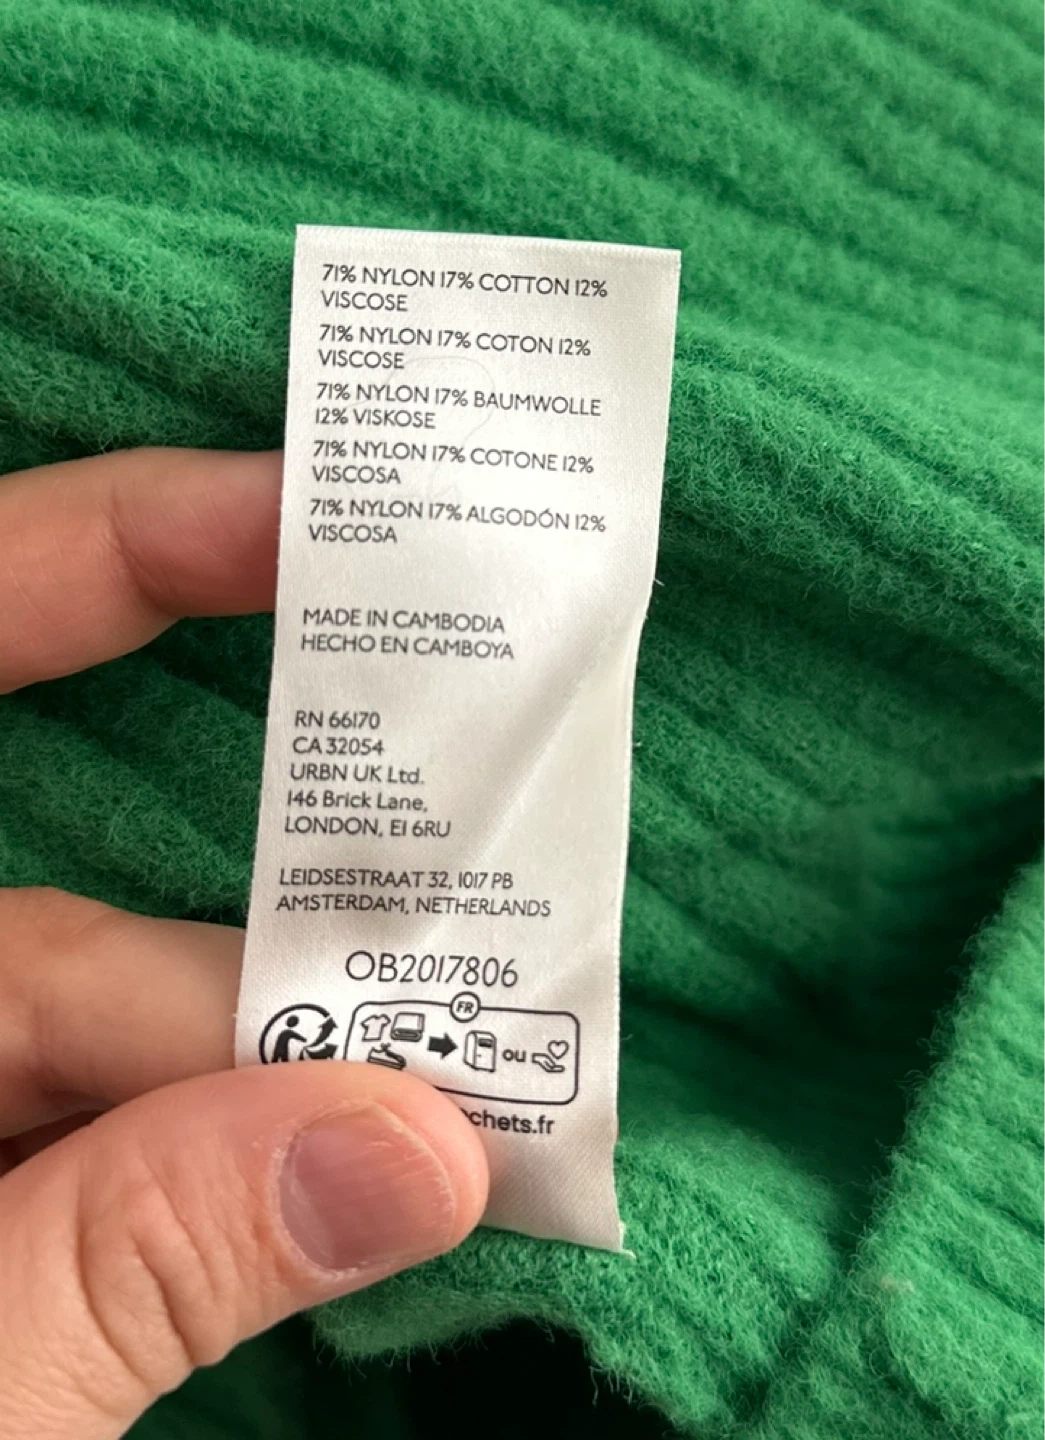 71% NYLON 17% COTTON 12%
VISCOSE
71% NYLON 17% COTON 12%
VISCOSE
71% NYLON 17% BAUMWOLLE
12% VISKOSE
71% NYLON 17% COTONE 12%
VISCOSA
71% NYLON 17% ALGODÓN 12%
VISCOSA
MADE IN CAMBODIA
HECHO EN CAMBOYA
RN 66170
CA 32054
URBN UK Ltd.
146 Brick Lane,
LONDON, E1 6RU
LEIDSESTRAAT 32, 1017 PB
AMSTERDAM, NETHERLANDS
OB2017806
FR
ou
chets.fr